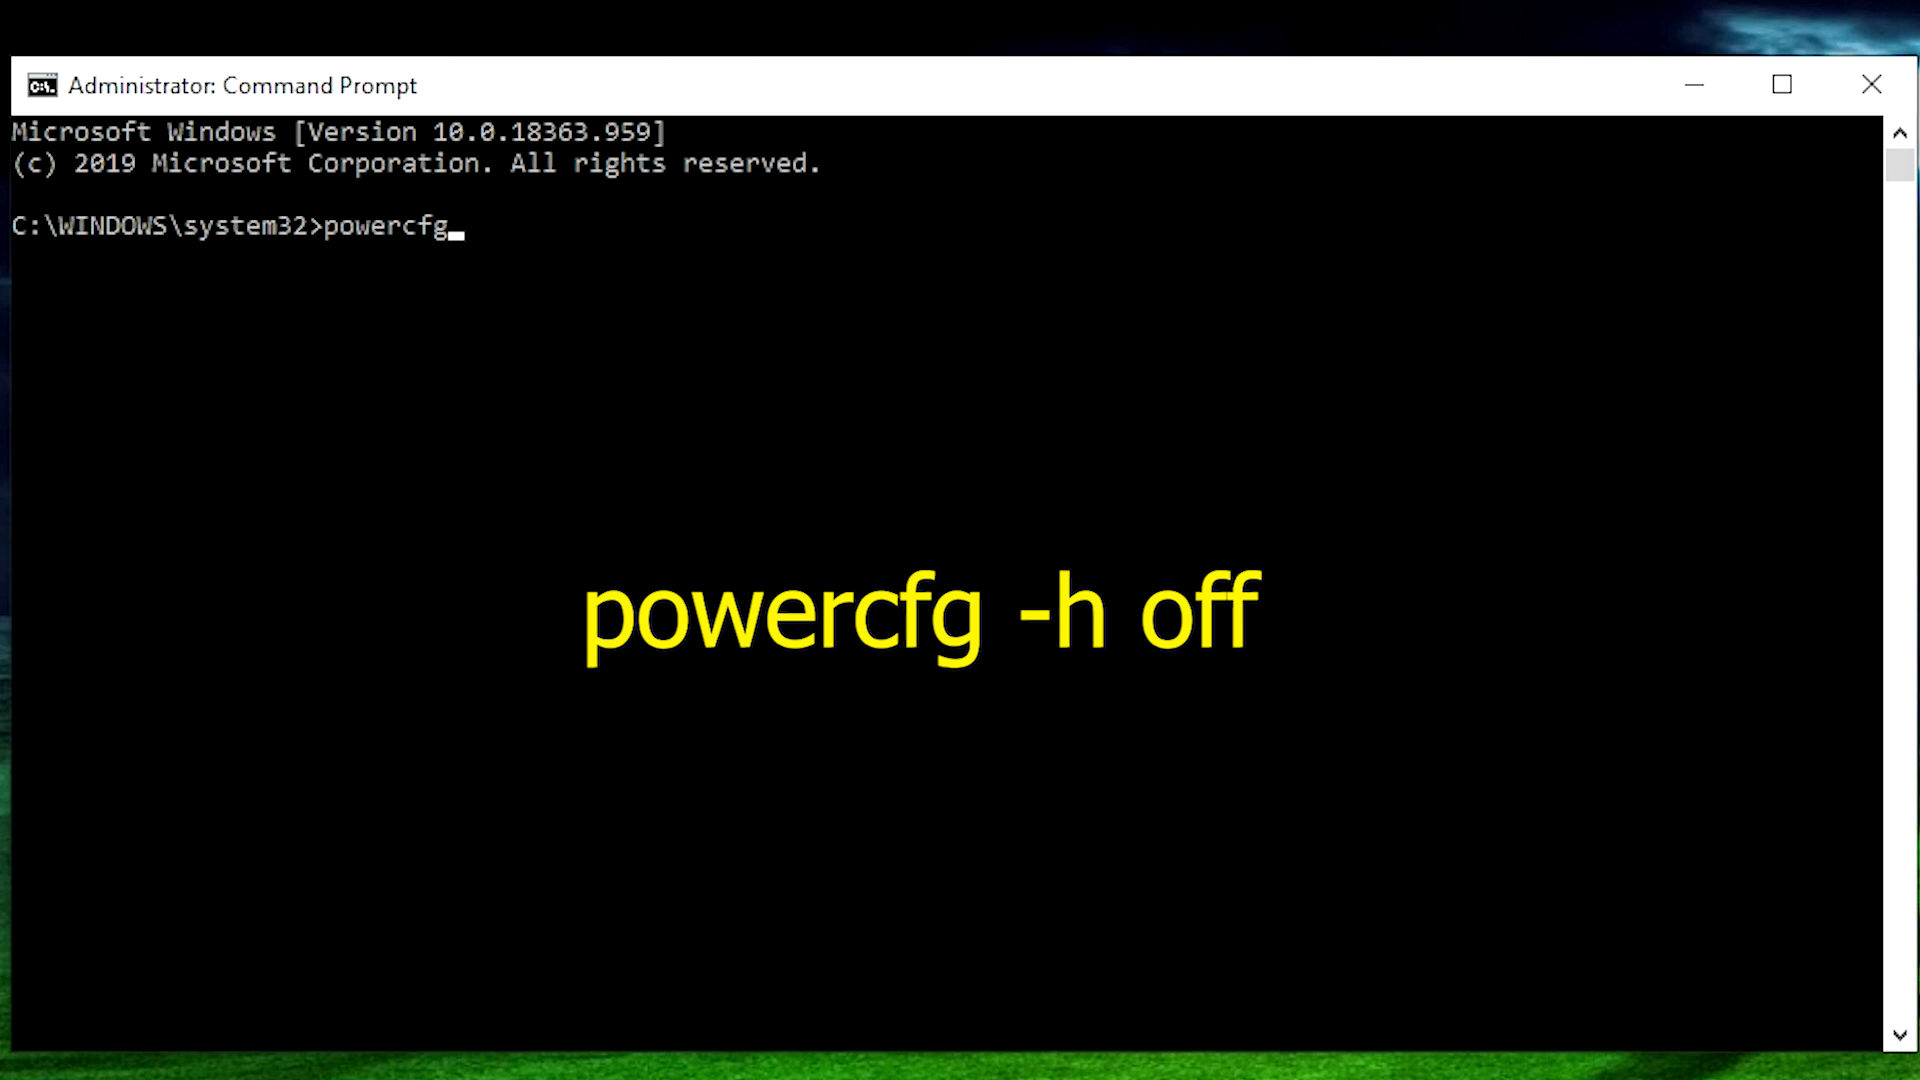 Administrator: Command Prompt
Microsoft Windows [Version 10.0.18363.959]
(c) 2019 Microsoft Corporation. All rights reserved.
C:\WINDOWS\system32>powercfg
powercfg -h off